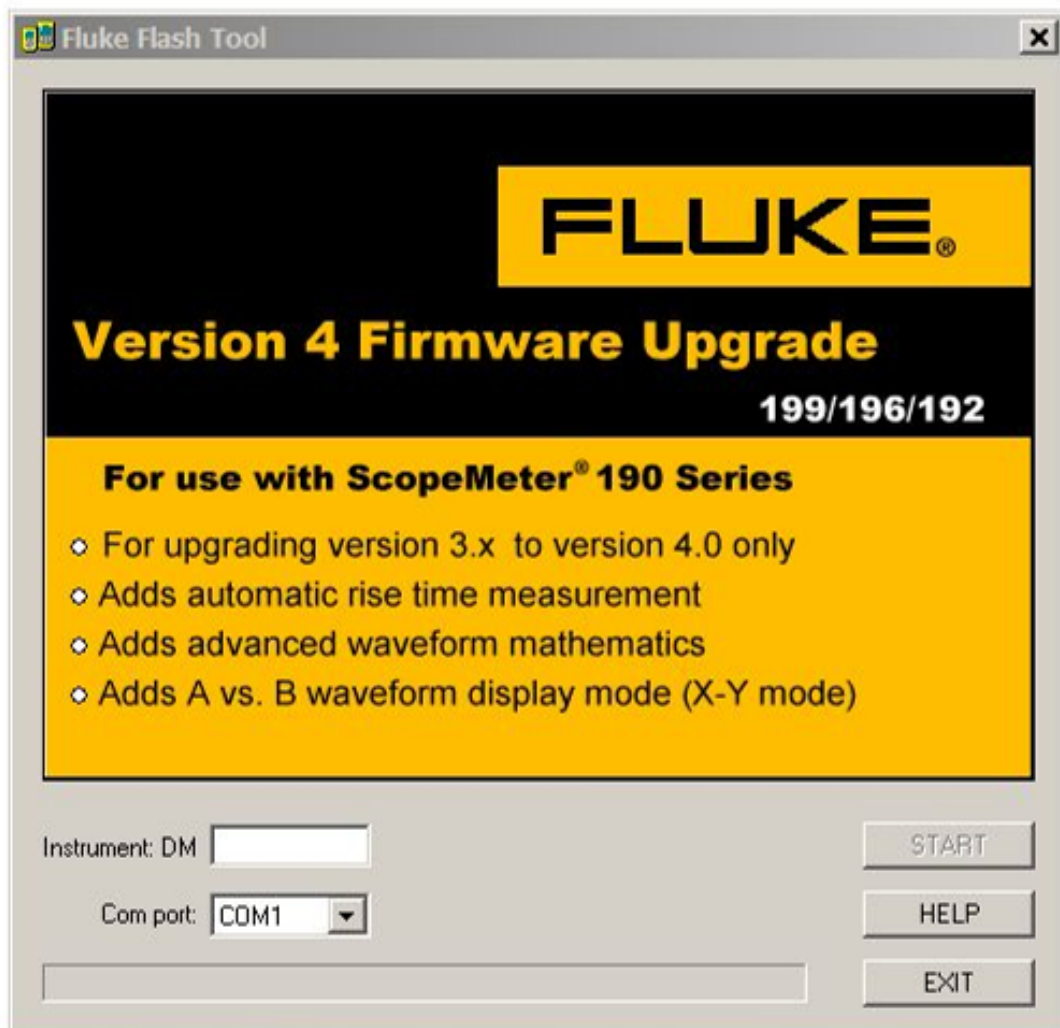 Fluke Flash Tool
FLUKE®
Version 4 Firmware Upgrade
199/196/192
For use with ScopeMeter® 190 Series
For upgrading version 3.x to version 4.0 only
Adds automatic rise time measurement
Adds advanced waveform mathematics
Adds A vs. B waveform display mode (X-Y mode)
Instrument: DM
START
Com port: COM1
HELP
EXIT